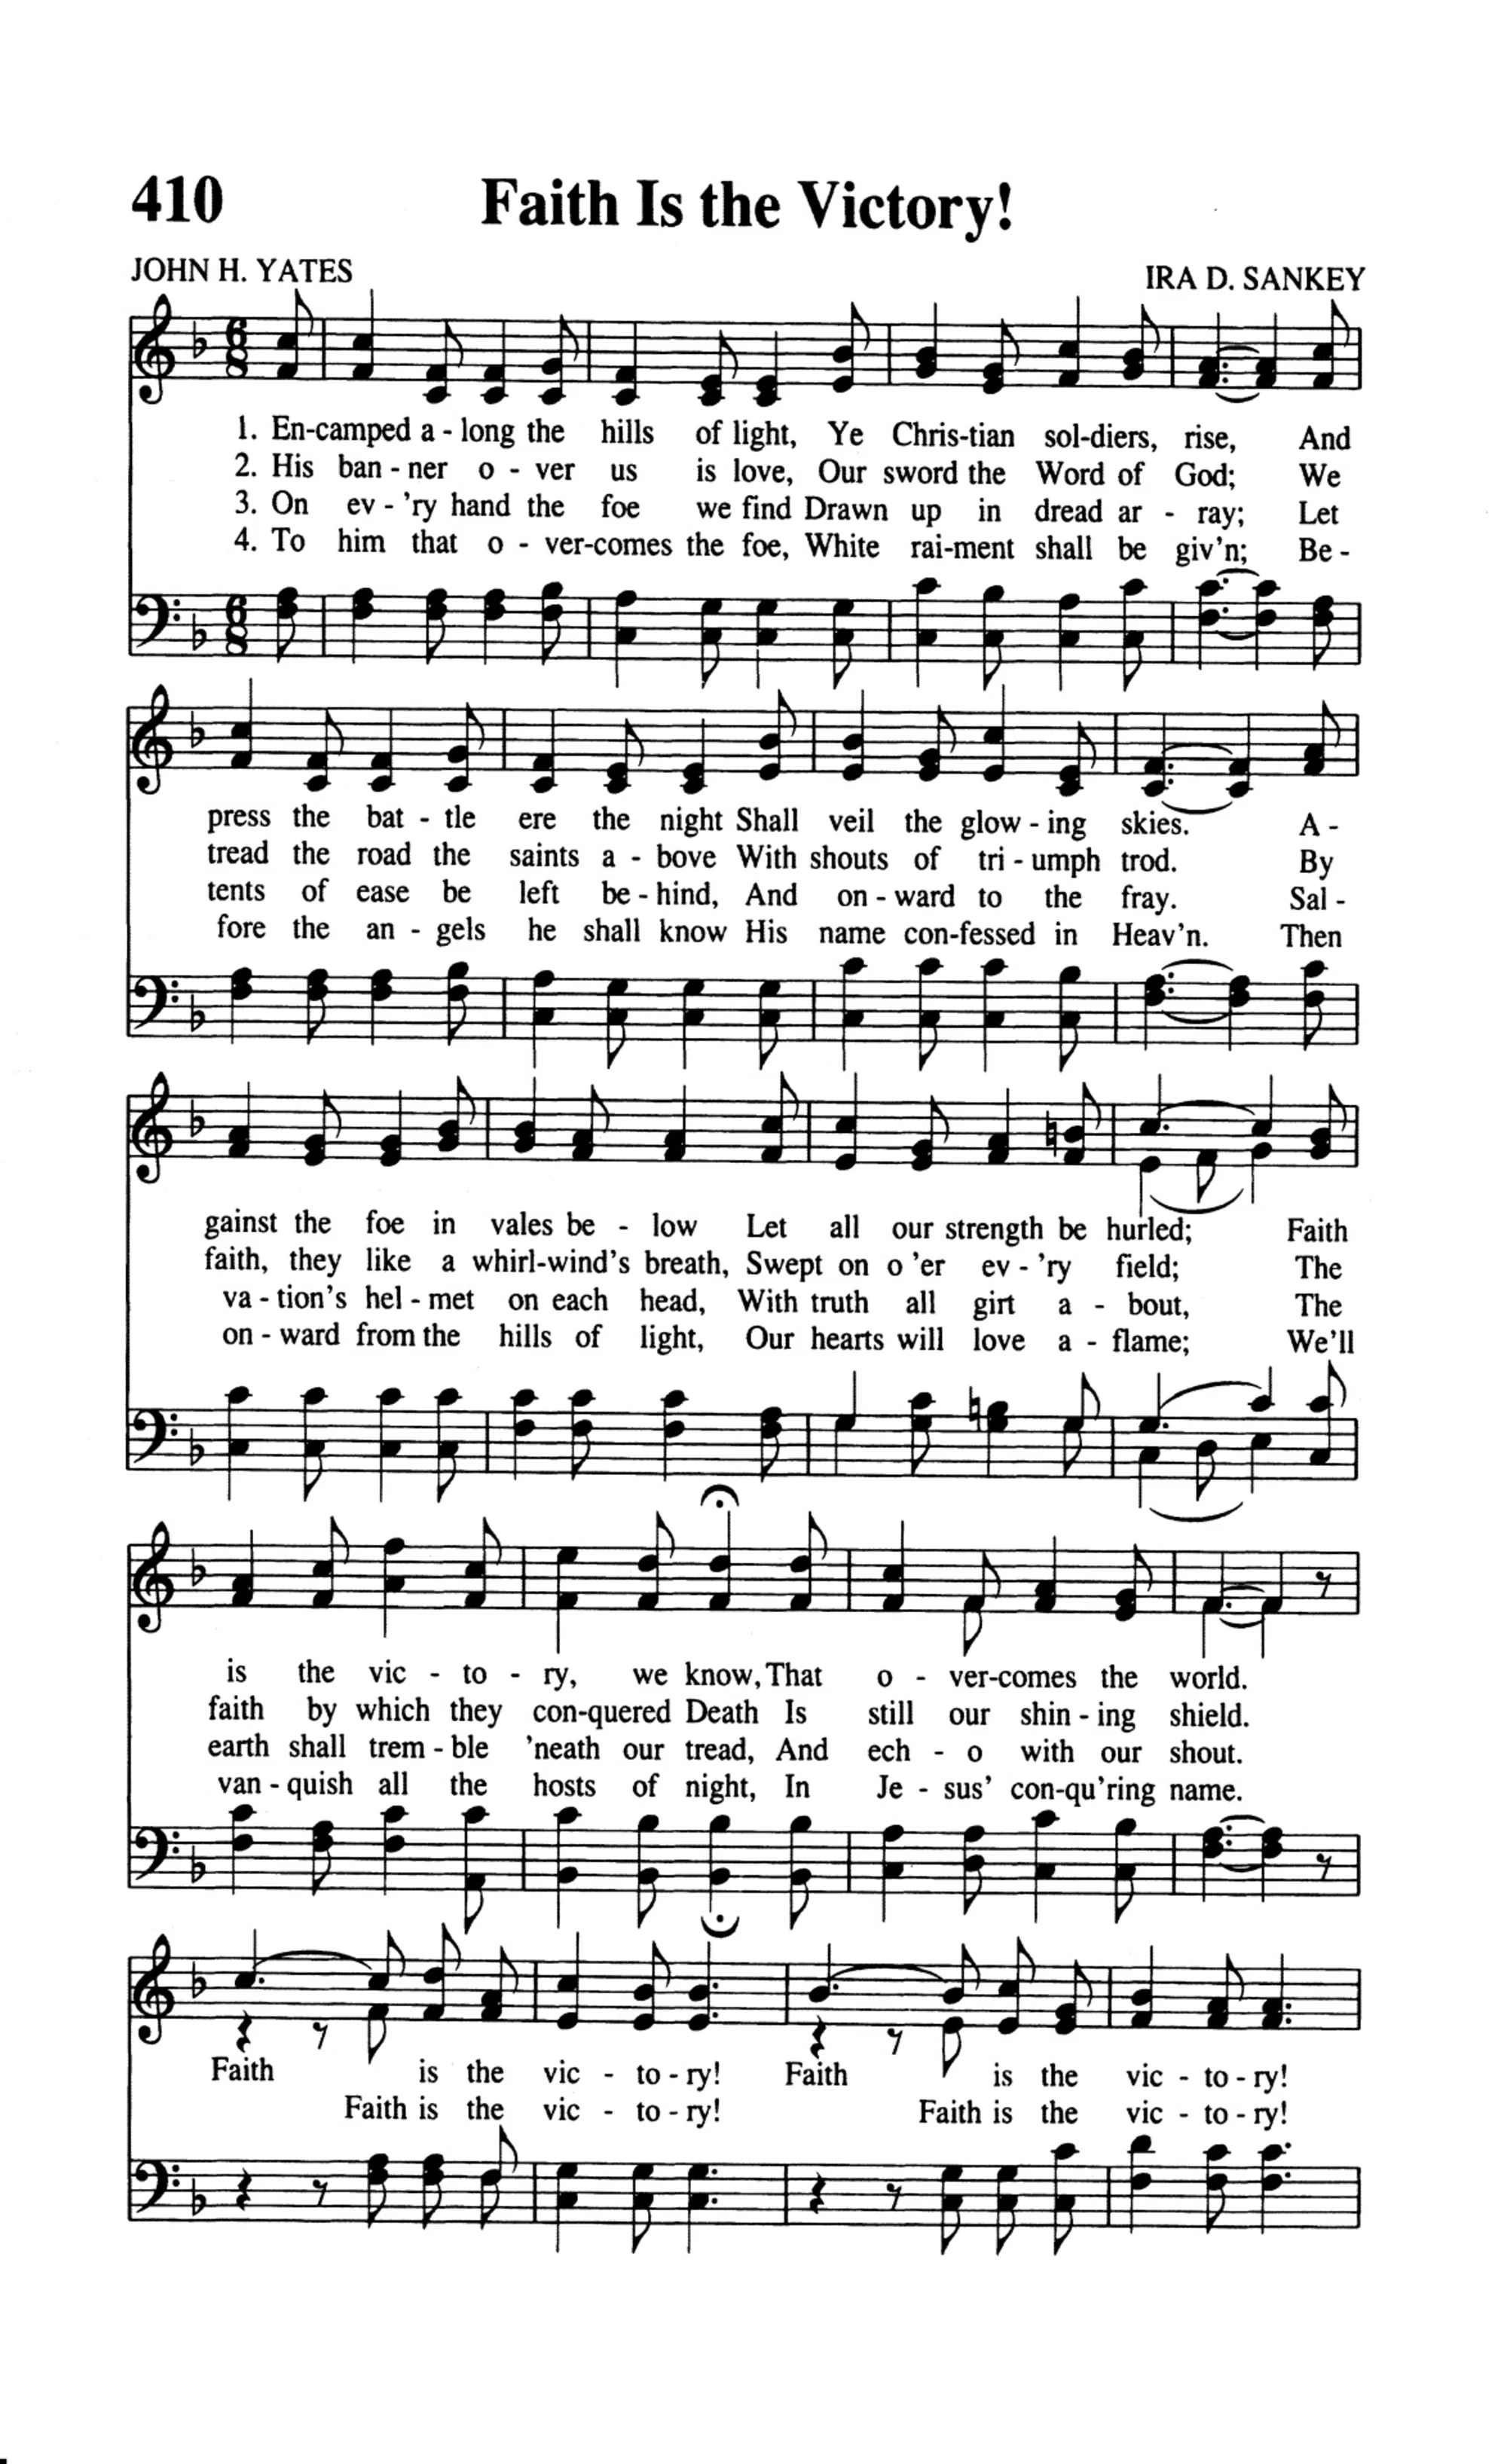 410
Faith Is the Victory!
JOHN H. YATES
IRA D. SANKEY
1. En-camped a - long the hills of light, Ye Chris-tian sol-diers, rise, And
2. His ban - ner o - ver us is love, Our sword the Word of God; We
3. On ev - 'ry hand the foe we find Drawn up in dread ar - ray; Let
4. To him that o - ver-comes the foe, White rai-ment shall be giv'n; Be -
press the bat - tle ere the night Shall veil the glow - ing skies. A -
tread the road the saints a - bove With shouts of tri - umph trod. By
tents of ease be left be - hind, And on - ward to the fray. Sal -
fore the an - gels he shall know His name con-fessed in Heav'n. Then
gainst the foe in vales be - low Let all our strength be hurled; Faith
faith, they like a whirl-wind's breath, Swept on o 'er ev - 'ry field; The
va - tion's hel - met on each head, With truth all girt a - bout, The
on - ward from the hills of light, Our hearts will love a - flame; We'll
is the vic - to - ry, we know, That o - ver-comes the world.
faith by which they con-quered Death Is still our shin - ing shield.
earth shall trem - ble 'neath our tread, And ech - o with our shout.
van - quish all the hosts of night, In Je - sus' con-qu'ring name.
Faith is the vic - to - ry! Faith is the vic - to - ry!
Faith is the vic - to - ry! Faith is the vic - to - ry!